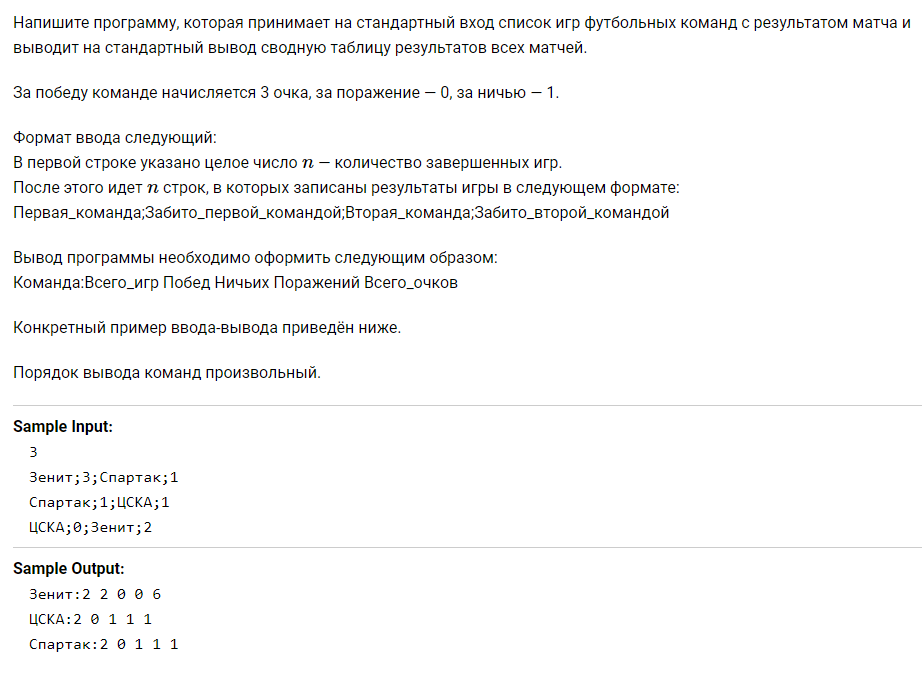 Напишите программу, которая принимает на стандартный вход список игр футбольных команд с результатом матча и
выводит на стандартный вывод сводную таблицу результатов всех матчей.
За победу команде начисляется 3 очка, за поражение — 0, за ничью — 1.
Формат ввода следующий:
В первой строке указано целое число n — количество завершенных игр.
После этого идет n строк, в которых записаны результаты игры в следующем формате:
Первая_команда;Забито_первой_командой;Вторая_команда;Забито_второй_командой
Вывод программы необходимо оформить следующим образом:
Команда:Всего_игр Побед Ничьих Поражений Всего_очков
Конкретный пример ввода-вывода приведён ниже.
Порядок вывода команд произвольный.
Sample Input:
3
Зенит;3;Спартак;1
Спартак;1;ЦСКА;1
ЦСКА;0;Зенит;2
Sample Output:
Зенит:2 2 0 0 6
ЦСКА:2 0 1 1 1
Спартак:2 0 1 1 1